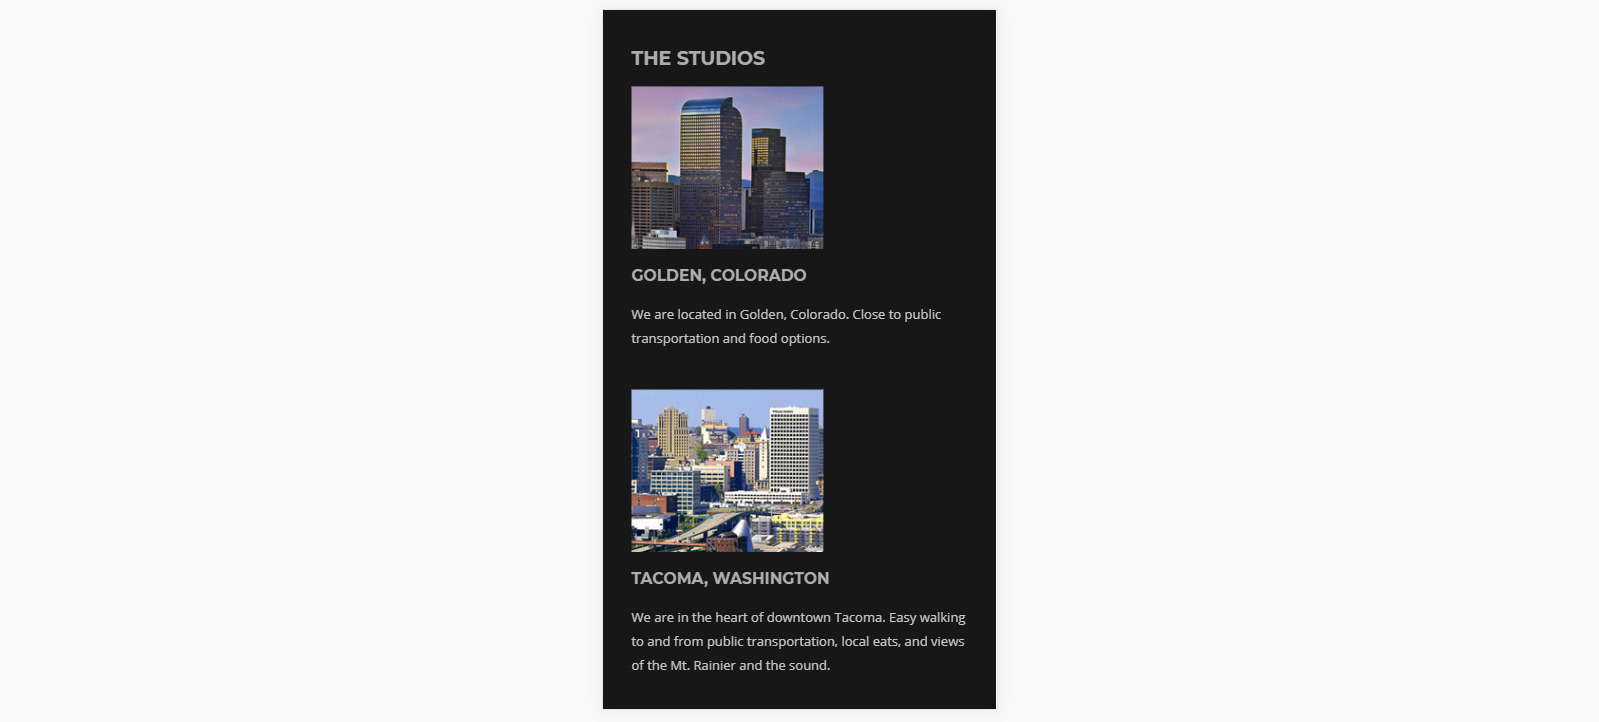 THE STUDIOS
GOLDEN, COLORADO
We are located in Golden, Colorado. Close to public
transportation and food options.
TACOMA, WASHINGTON
We are in the heart of downtown Tacoma. Easy walking
to and from public transportation, local eats, and views
of the Mt. Rainier and the sound.